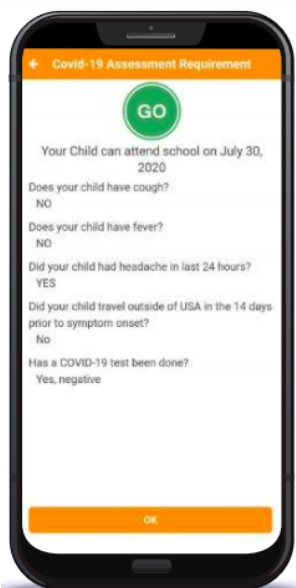 Covid-19 Assessment Requirement
GO
Your Child can attend school on July 30,
2020
Does your child have cough?
NO
Does your child have fever?
NO
Did your child had headache in last 24 hours?
YES
Did your child travel outside of USA in the 14 days
prior to symptom onset?
No
Has a COVID-19 test been done?
Yes, negative
OK